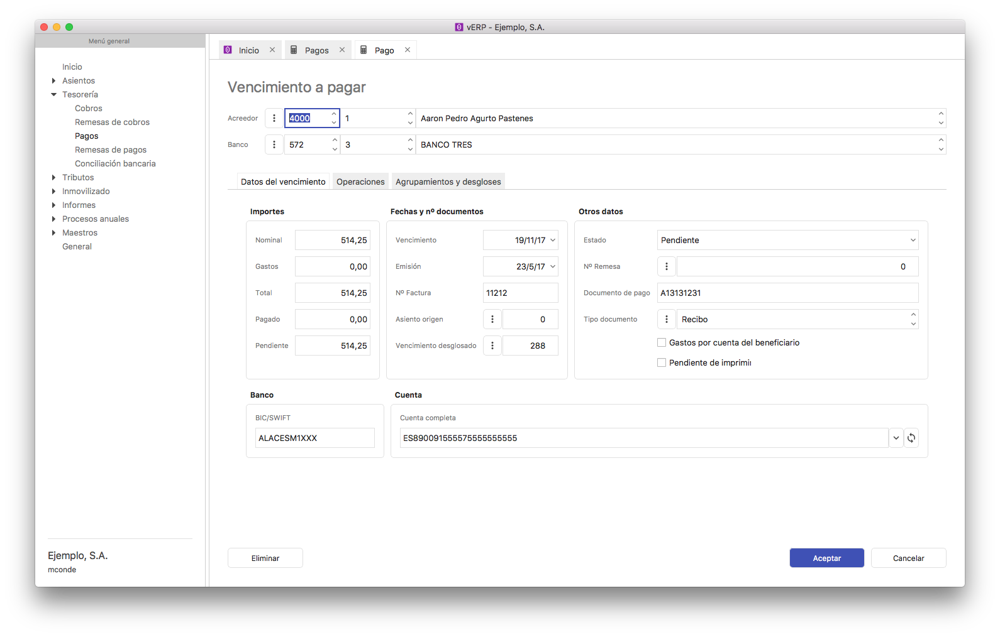 vERP - Ejemplo, S.A.
Menú general
Inicio
Asientos
Tesorería
Cobros
Remesas de cobros
Pagos
Remesas de pagos
Conciliación bancaria
Tributos
Inmovilizado
Informes
Procesos anuales
Maestros
General
Ejemplo, S.A.
mconde
Inicio Pagos Pago
Vencimiento a pagar
Acreedor 4000 1 Aaron Pedro Agurto Pastenes
Banco 572 3 BANCO TRES
Datos del vencimiento Operaciones Agrupamientos y desgloses
Importes
Nominal 514,25
Gastos 0,00
Total 514,25
Pagado 0,00
Pendiente 514,25
Fechas y nº documentos
Vencimiento 19/11/17
Emisión 23/5/17
Nº Factura 11212
Asiento origen 0
Vencimiento desglosado 288
Otros datos
Estado Pendiente
Nº Remesa 0
Documento de pago A13131231
Tipo documento Recibo
Gastos por cuenta del beneficiario
Pendiente de imprimir
Banco
BIC/SWIFT
ALACESM1XXX
Cuenta
Cuenta completa
ES8900915555755555555555
Eliminar Aceptar Cancelar